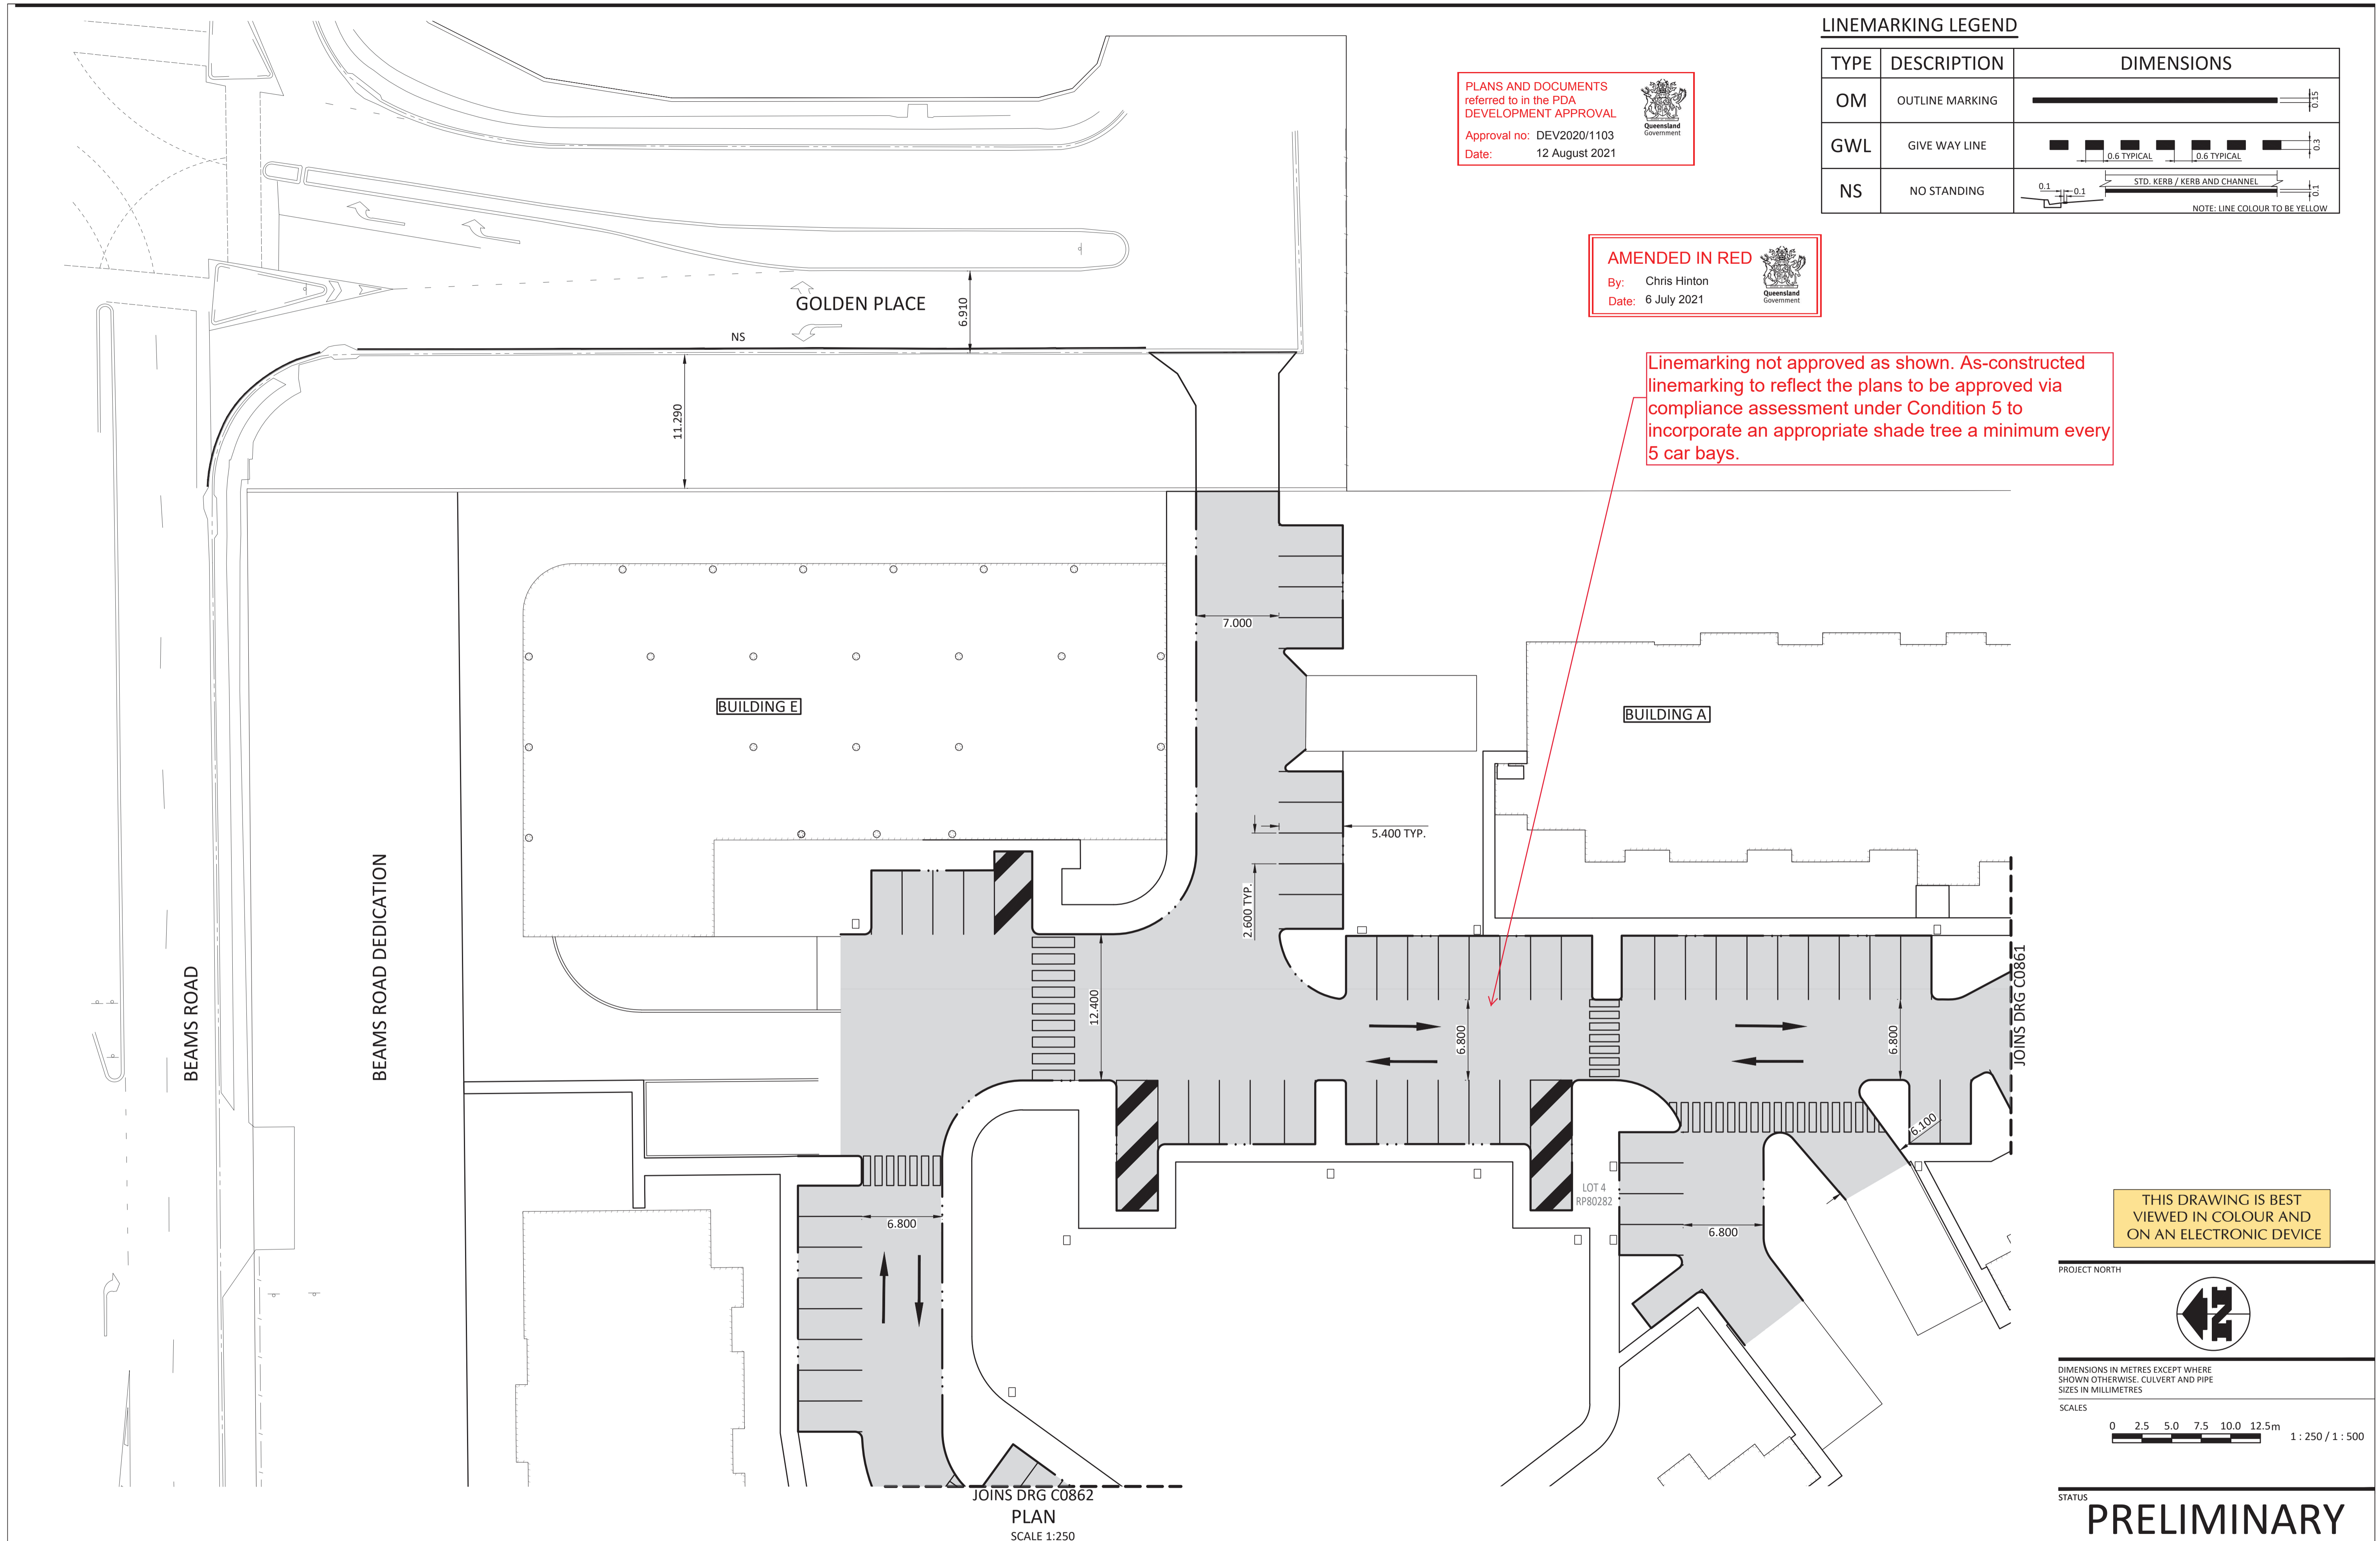 LINEMARKING LEGEND
TYPE DESCRIPTION DIMENSIONS
OM OUTLINE MARKING 0.15
GWL GIVE WAY LINE 0.6 TYPICAL 0.6 TYPICAL 0.3
NS NO STANDING 0.1 0.1 STD. KERB / KERB AND CHANNEL 0.1
NOTE: LINE COLOUR TO BE YELLOW
PLANS AND DOCUMENTS
referred to in the PDA
DEVELOPMENT APPROVAL
Approval no: DEV2020/1103
Date: 12 August 2021
Queensland
Government
AMENDED IN RED
By: Chris Hinton
Date: 6 July 2021
Queensland
Government
Linemarking not approved as shown. As-constructed
linemarking to reflect the plans to be approved via
compliance assessment under Condition 5 to
incorporate an appropriate shade tree a minimum every
5 car bays.
GOLDEN PLACE
6.910
NS
11.290
7.000
BUILDING E
BUILDING A
5.400 TYP.
2.600 TYP.
BEAMS ROAD
BEAMS ROAD DEDICATION
12.400
6.800
6.800
JOINS DRG C0861
6.100
LOT 4
RP80282
6.800
6.800
JOINS DRG C0862
PLAN
SCALE 1:250
THIS DRAWING IS BEST
VIEWED IN COLOUR AND
ON AN ELECTRONIC DEVICE
PROJECT NORTH
N
DIMENSIONS IN METRES EXCEPT WHERE
SHOWN OTHERWISE. CULVERT AND PIPE
SIZES IN MILLIMETRES
SCALES
0 2.5 5.0 7.5 10.0 12.5m
1 : 250 / 1 : 500
STATUS
PRELIMINARY